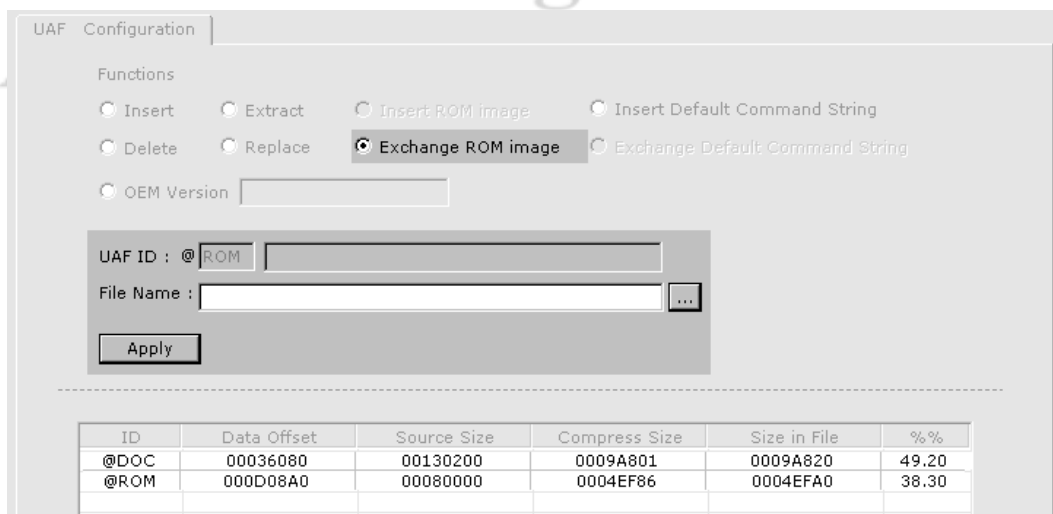 UAF Configuration
Functions
Insert Extract Insert ROM image Insert Default Command String
Delete Replace Exchange ROM image Exchange Default Command String
OEM Version
UAF ID : @ ROM
File Name : ...
Apply
ID Data Offset Source Size Compress Size Size in File %%
@DOC 00036080 00130200 0009A801 0009A820 49.20
@ROM 000D08A0 00080000 0004EF86 0004EFA0 38.30